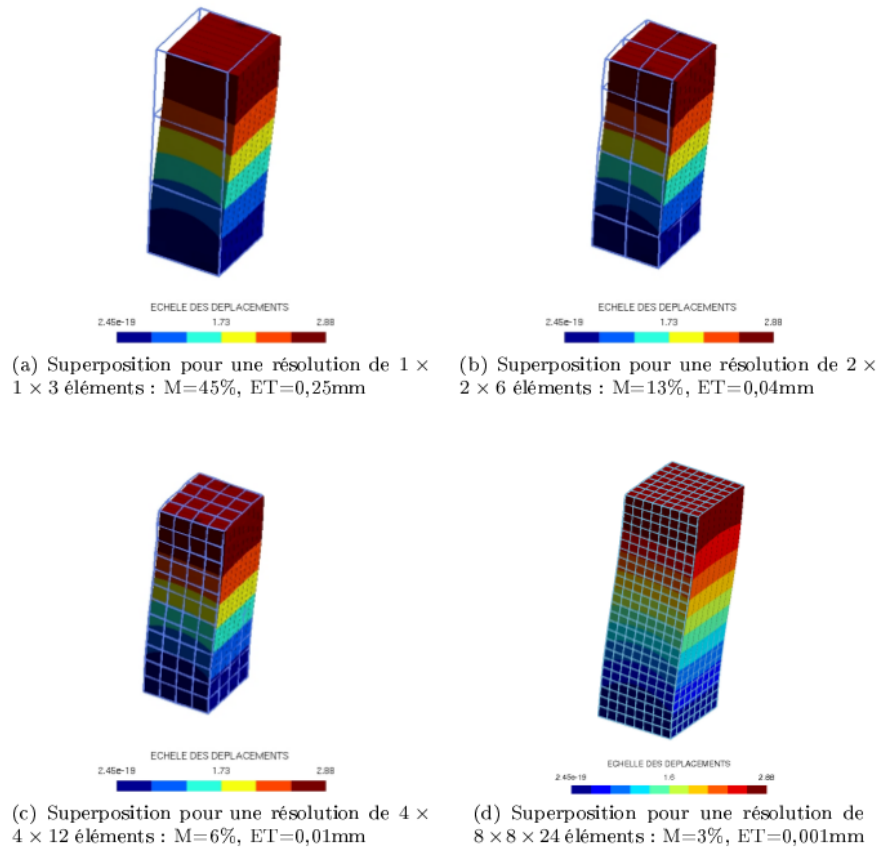 ECHELE DES DEPLACEMENTS
2.45e-19 1.73 2.88
(a) Superposition pour une résolution de 1 ×
1 × 3 éléments : M=45%, ET=0,25mm
ECHELE DES DEPLACEMENTS
2.45e-19 1.73 2.88
(b) Superposition pour une résolution de 2 ×
2 × 6 éléments : M=13%, ET=0,04mm
ECHELE DES DEPLACEMENTS
2.45e-19 1.73 2.88
(c) Superposition pour une résolution de 4 ×
4 × 12 éléments : M=6%, ET=0,01mm
ECHELLE DES DEPLACEMENTS
2.45e-19 1.6 2.88
(d) Superposition pour une résolution de
8×8×24 éléments : M=3%, ET=0,001mm